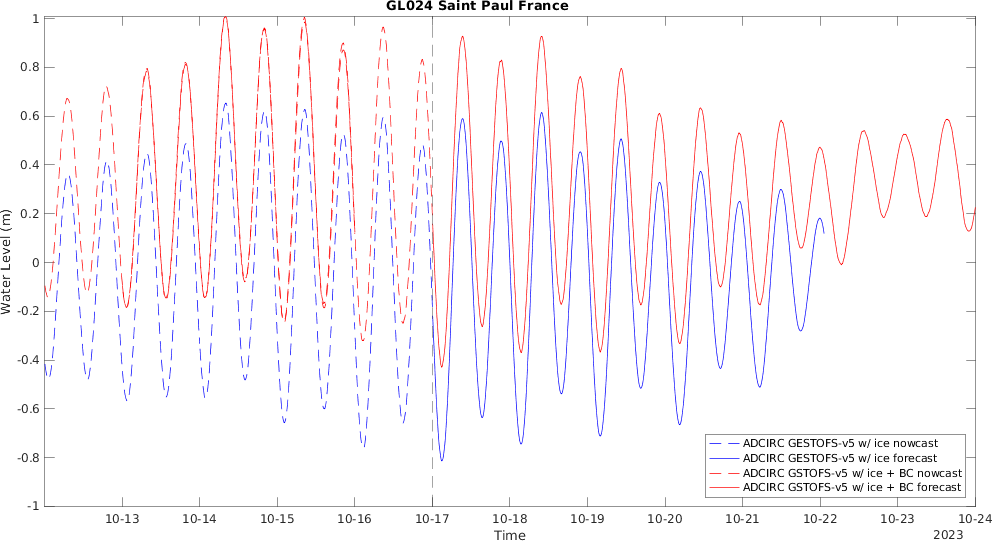 GL024 Saint Paul France
1
0.8
0.6
0.4
0.2
0
-0.2
-0.4
-0.6
-0.8
-1
Water Level (m)
ADCIRC GESTOFS-v5 w/ ice nowcast
ADCIRC GESTOFS-v5 w/ ice forecast
ADCIRC GSTOFS-v5 w/ ice + BC nowcast
ADCIRC GSTOFS-v5 w/ ice + BC forecast
10-13 10-14 10-15 10-16 10-17 10-18 10-19 10-20 10-21 10-22 10-23 10-24
Time
2023